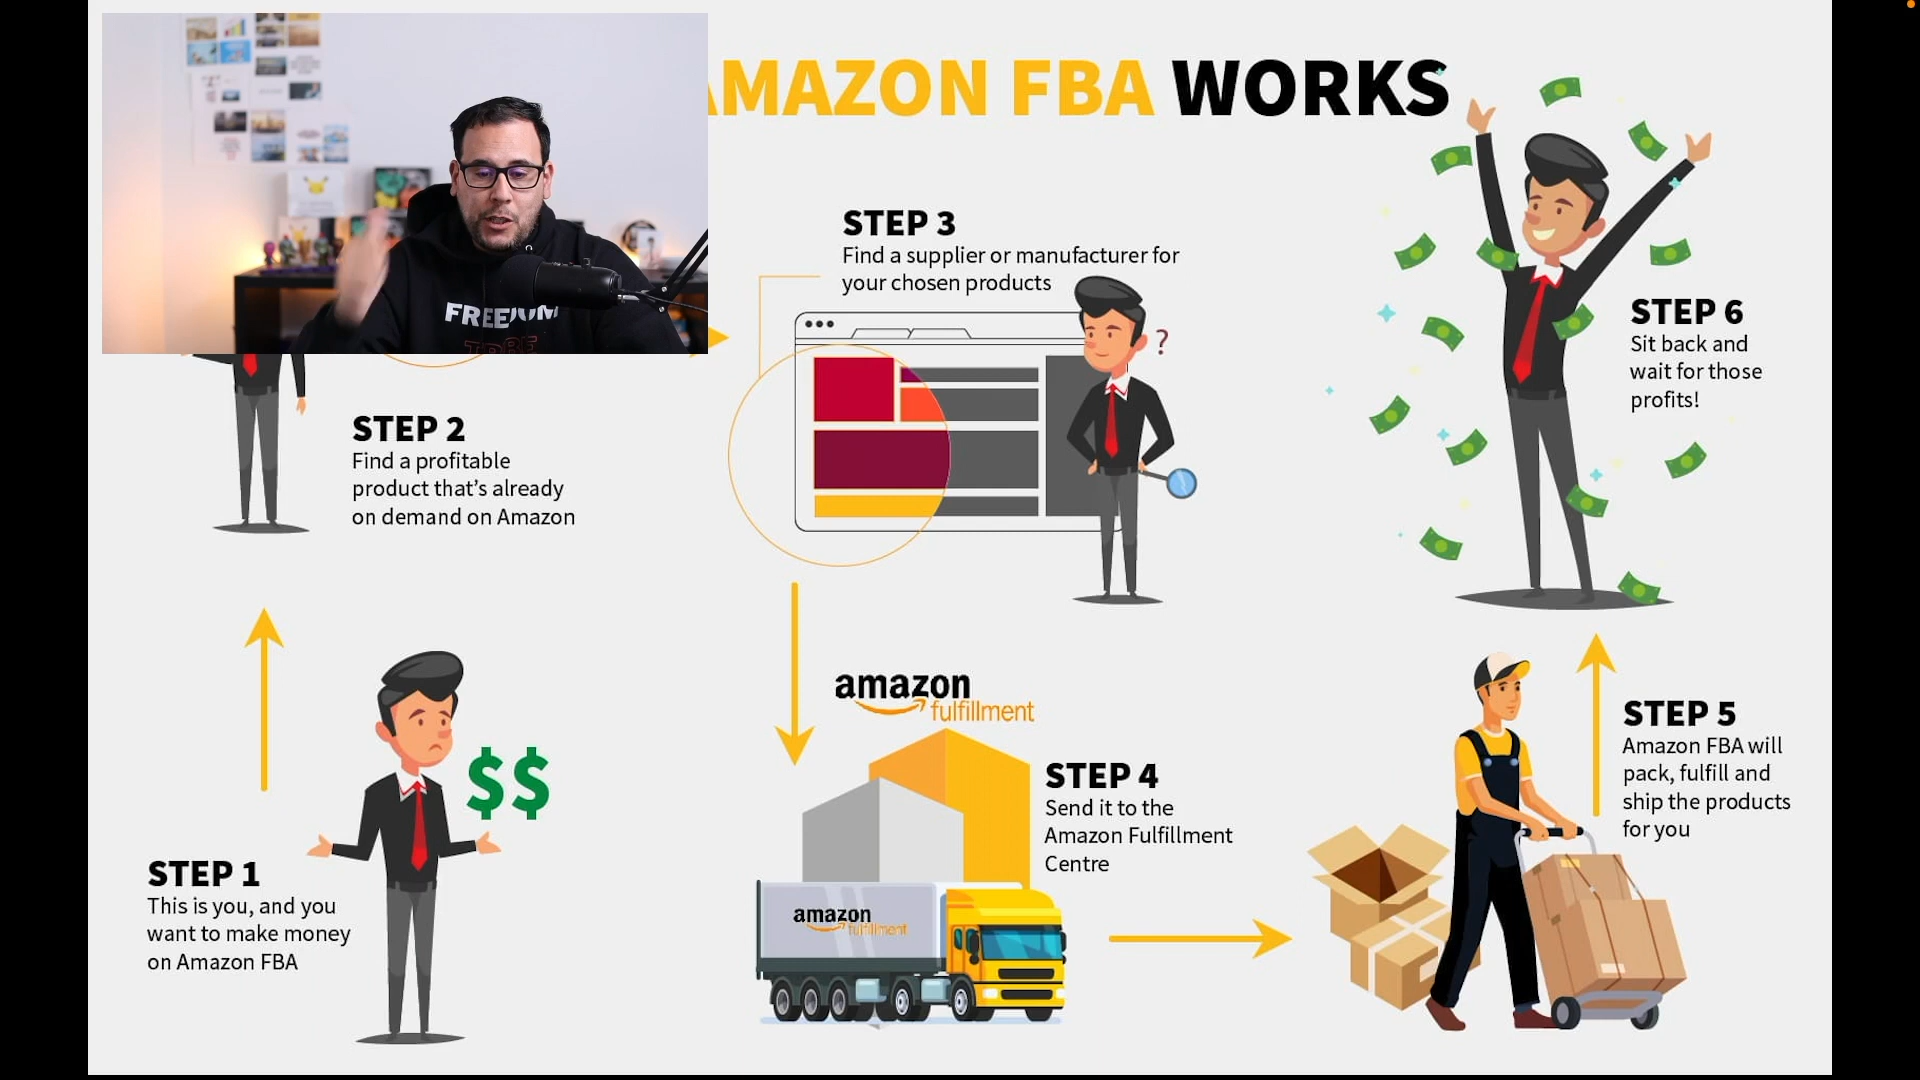 AMAZON FBA WORKS
STEP 1
This is you, and you
want to make money
on Amazon FBA
$$
STEP 2
Find a profitable
product that's already
on demand on Amazon
STEP 3
Find a supplier or manufacturer for
your chosen products
?
amazon
fulfillment
amazon
fulfillment
STEP 4
Send it to the
Amazon Fulfillment
Centre
STEP 5
Amazon FBA will
pack, fulfill and
ship the products
for you
STEP 6
Sit back and
wait for those
profits!